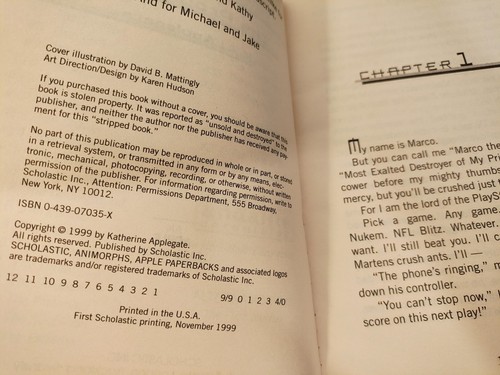 Kathy
and for Michael and Jake
Cover illustration by David B. Mattingly
Art Direction/Design by Karen Hudson
If you purchased this book without a cover, you should be aware that this
book is stolen property. It was reported as "unsold and destroyed" to the
publisher, and neither the author nor the publisher has received any pay-
ment for this "stripped book."
No part of this publication may be reproduced in whole or in part, or stored
in a retrieval system, or transmitted in any form or by any means, elec-
tronic, mechanical, photocopying, recording, or otherwise, without written
permission of the publisher. For information regarding permission, write to
Scholastic Inc., Attention: Permissions Department, 555 Broadway,
New York, NY 10012.
ISBN 0-439-07035-X
Copyright © 1999 by Katherine Applegate.
All rights reserved. Published by Scholastic Inc.
SCHOLASTIC, ANIMORPHS, APPLE PAPERBACKS and associated logos
are trademarks and/or registered trademarks of Scholastic Inc.
12 11 10 9 8 7 6 5 4 3 2 1 9/9 0 1 2 3 4/0
Printed in the U.S.A.
First Scholastic printing, November 1999
CHAPTER 1
My name is Marco.
But you can call me "Marco the
"Most Exalted Destroyer of My
cower before my mighty thumbs
mercy, but you'll be crushed just
For I am the lord of the PlayS
Pick a game. Any game
Nukem. NFL Blitz. Whatever.
want. I'll still beat you. I'll
Martens crush ants. I'll —
"The phone's ringing,"
down his controller.
"You can't stop now,"
score on this next play!"